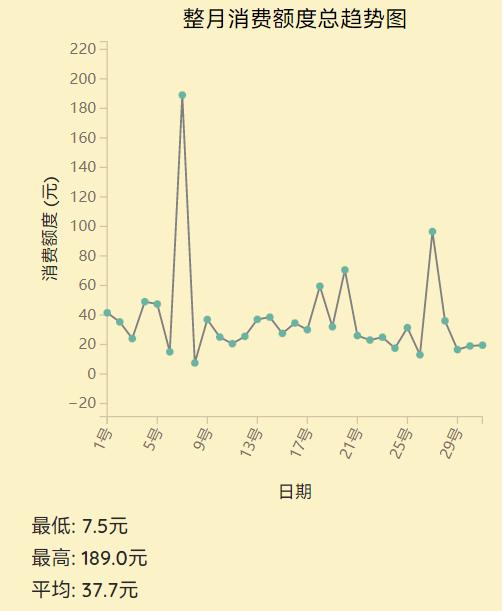 整月消费额度总趋势图
220
200
180
160
140
120
100
80
60
40
20
0
−20
消费额度 (元)
1号
5号
9号
13号
17号
21号
25号
29号
日期
最低: 7.5元
最高: 189.0元
平均: 37.7元